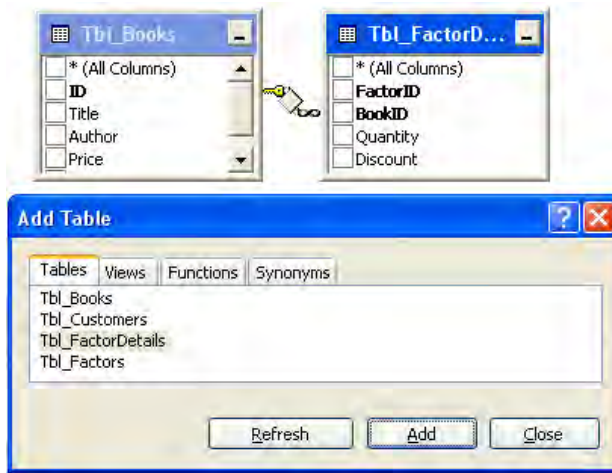 Tbl_Books
* (All Columns)
ID
Title
Author
Price
Tbl_FactorD...
* (All Columns)
FactorID
BookID
Quantity
Discount
Add Table
Tables Views Functions Synonyms
Tbl_Books
Tbl_Customers
Tbl_FactorDetails
Tbl_Factors
Refresh Add Close